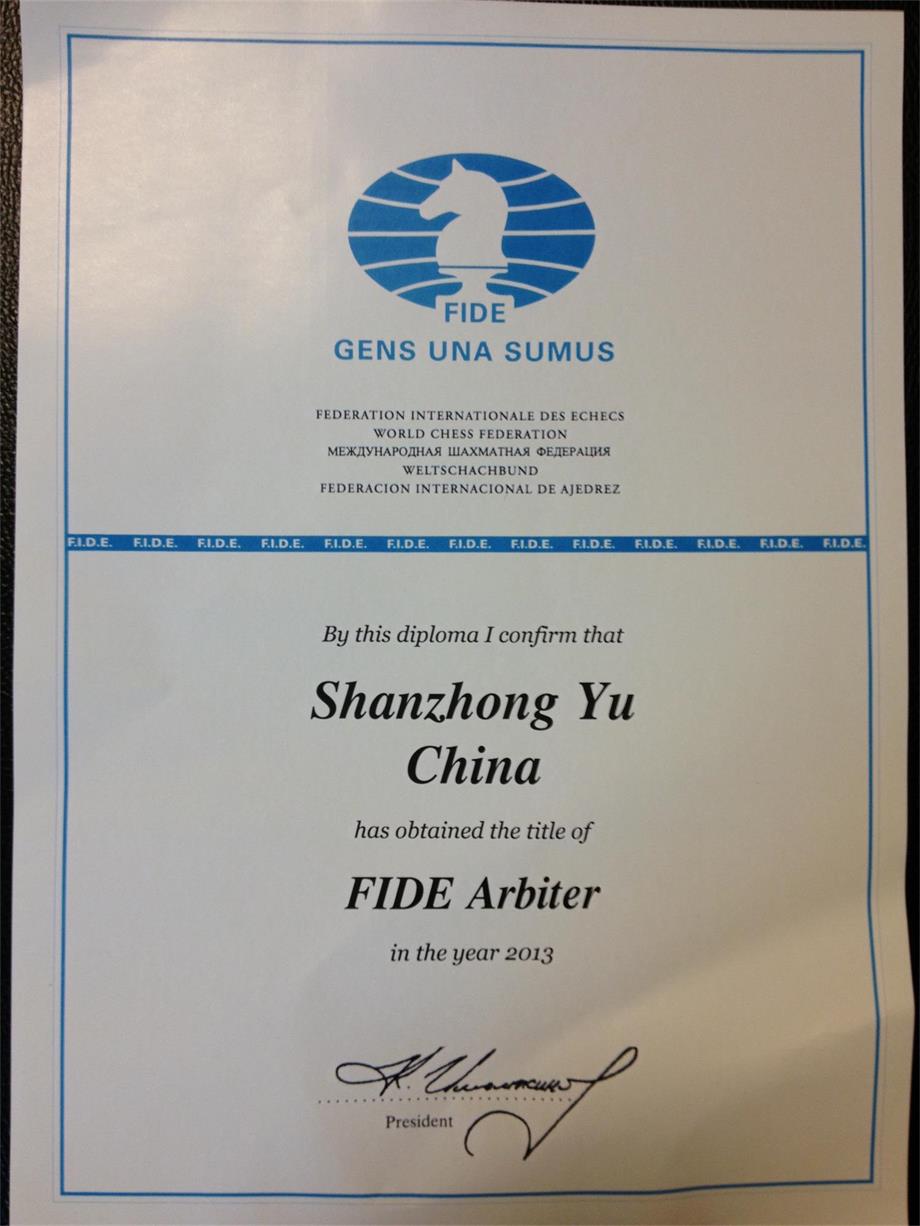 FIDE
GENS UNA SUMUS
FEDERATION INTERNATIONALE DES ECHECS
WORLD CHESS FEDERATION
МЕЖДУНАРОДНАЯ ШАХМАТНАЯ ФЕДЕРАЦИЯ
WELTSCHACHBUND
FEDERACION INTERNACIONAL DE AJEDREZ
F.I.D.E. F.I.D.E. F.I.D.E. F.I.D.E. F.I.D.E. F.I.D.E. F.I.D.E. F.I.D.E. F.I.D.E. F.I.D.E. F.I.D.E. F.I.D.E. F.I.D.E.
By this diploma I confirm that
Shanzhong Yu
China
has obtained the title of
FIDE Arbiter
in the year 2013
President